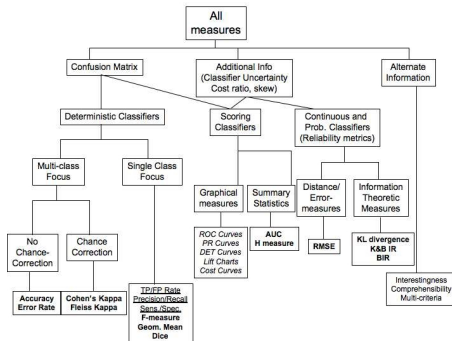 All
measures
Confusion Matrix
Additional Info
(Classifier Uncertainty
Cost ratio, skew)
Alternate
Information
Deterministic Classifiers
Scoring
Classifiers
Continuous and
Prob. Classifiers
(Reliability metrics)
Multi-class
Focus
Single Class
Focus
Graphical
measures
Summary
Statistics
Distance/
Error-
measures
Information
Theoretic
Measures
No
Chance-
Correction
Chance
Correction
ROC Curves
PR Curves
DET Curves
Lift Charts
Cost Curves
AUC
H measure
RMSE
KL divergence
K&B IR
BIR
Accuracy
Error Rate
Cohen's Kappa
Fleiss Kappa
TP/FP Rate
Precision/Recall
Sens./Spec.
F-measure
Geom. Mean
Dice
Interestingness
Comprehensibility
Multi-criteria